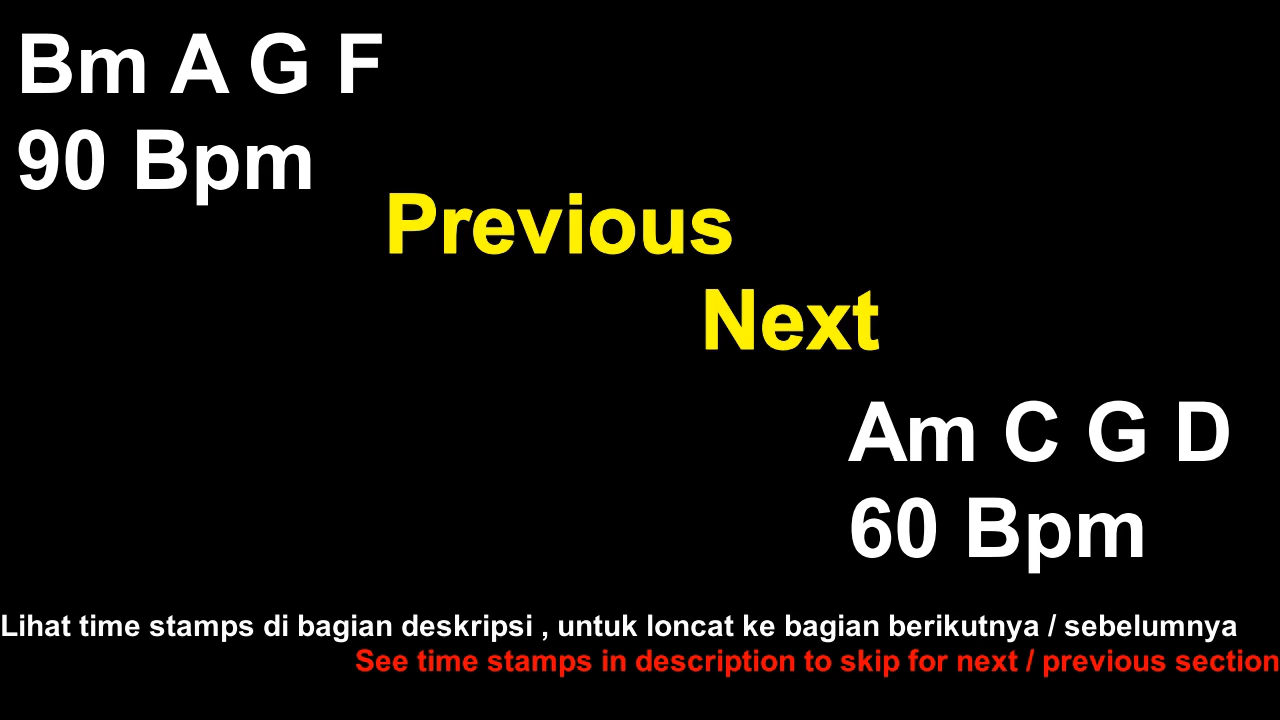 Bm A G F
90 Bpm
Previous
Next
Am C G D
60 Bpm
Lihat time stamps di bagian deskripsi , untuk loncat ke bagian berikutnya / sebelumnya
See time stamps in description to skip for next / previous section